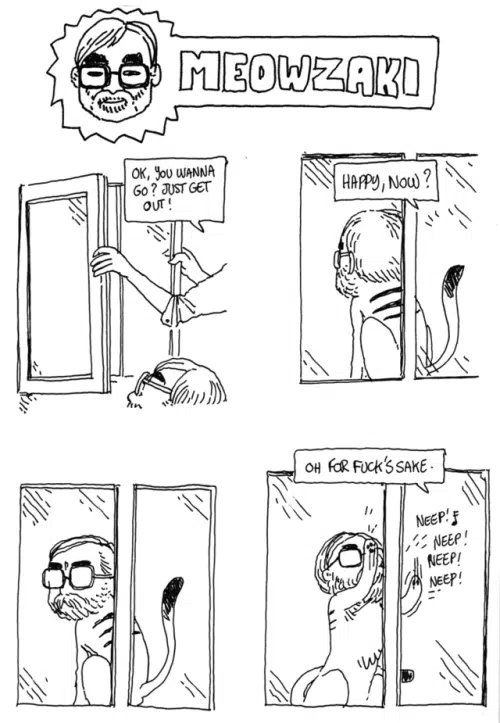 MEOWZAKI
OK, YOU WANNA
GO? JUST GET
OUT!
HAPPY, NOW?
OH FOR FUCK'S SAKE.
NEEP!
NEEP!
NEEP!
NEEP!